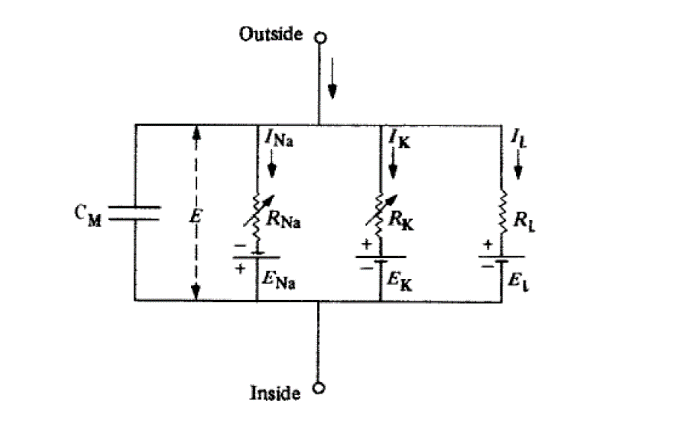 Outside
I_Na I_K I_L
C_M E R_Na R_K R_L
− + +
+ − −
E_Na E_K E_L
Inside